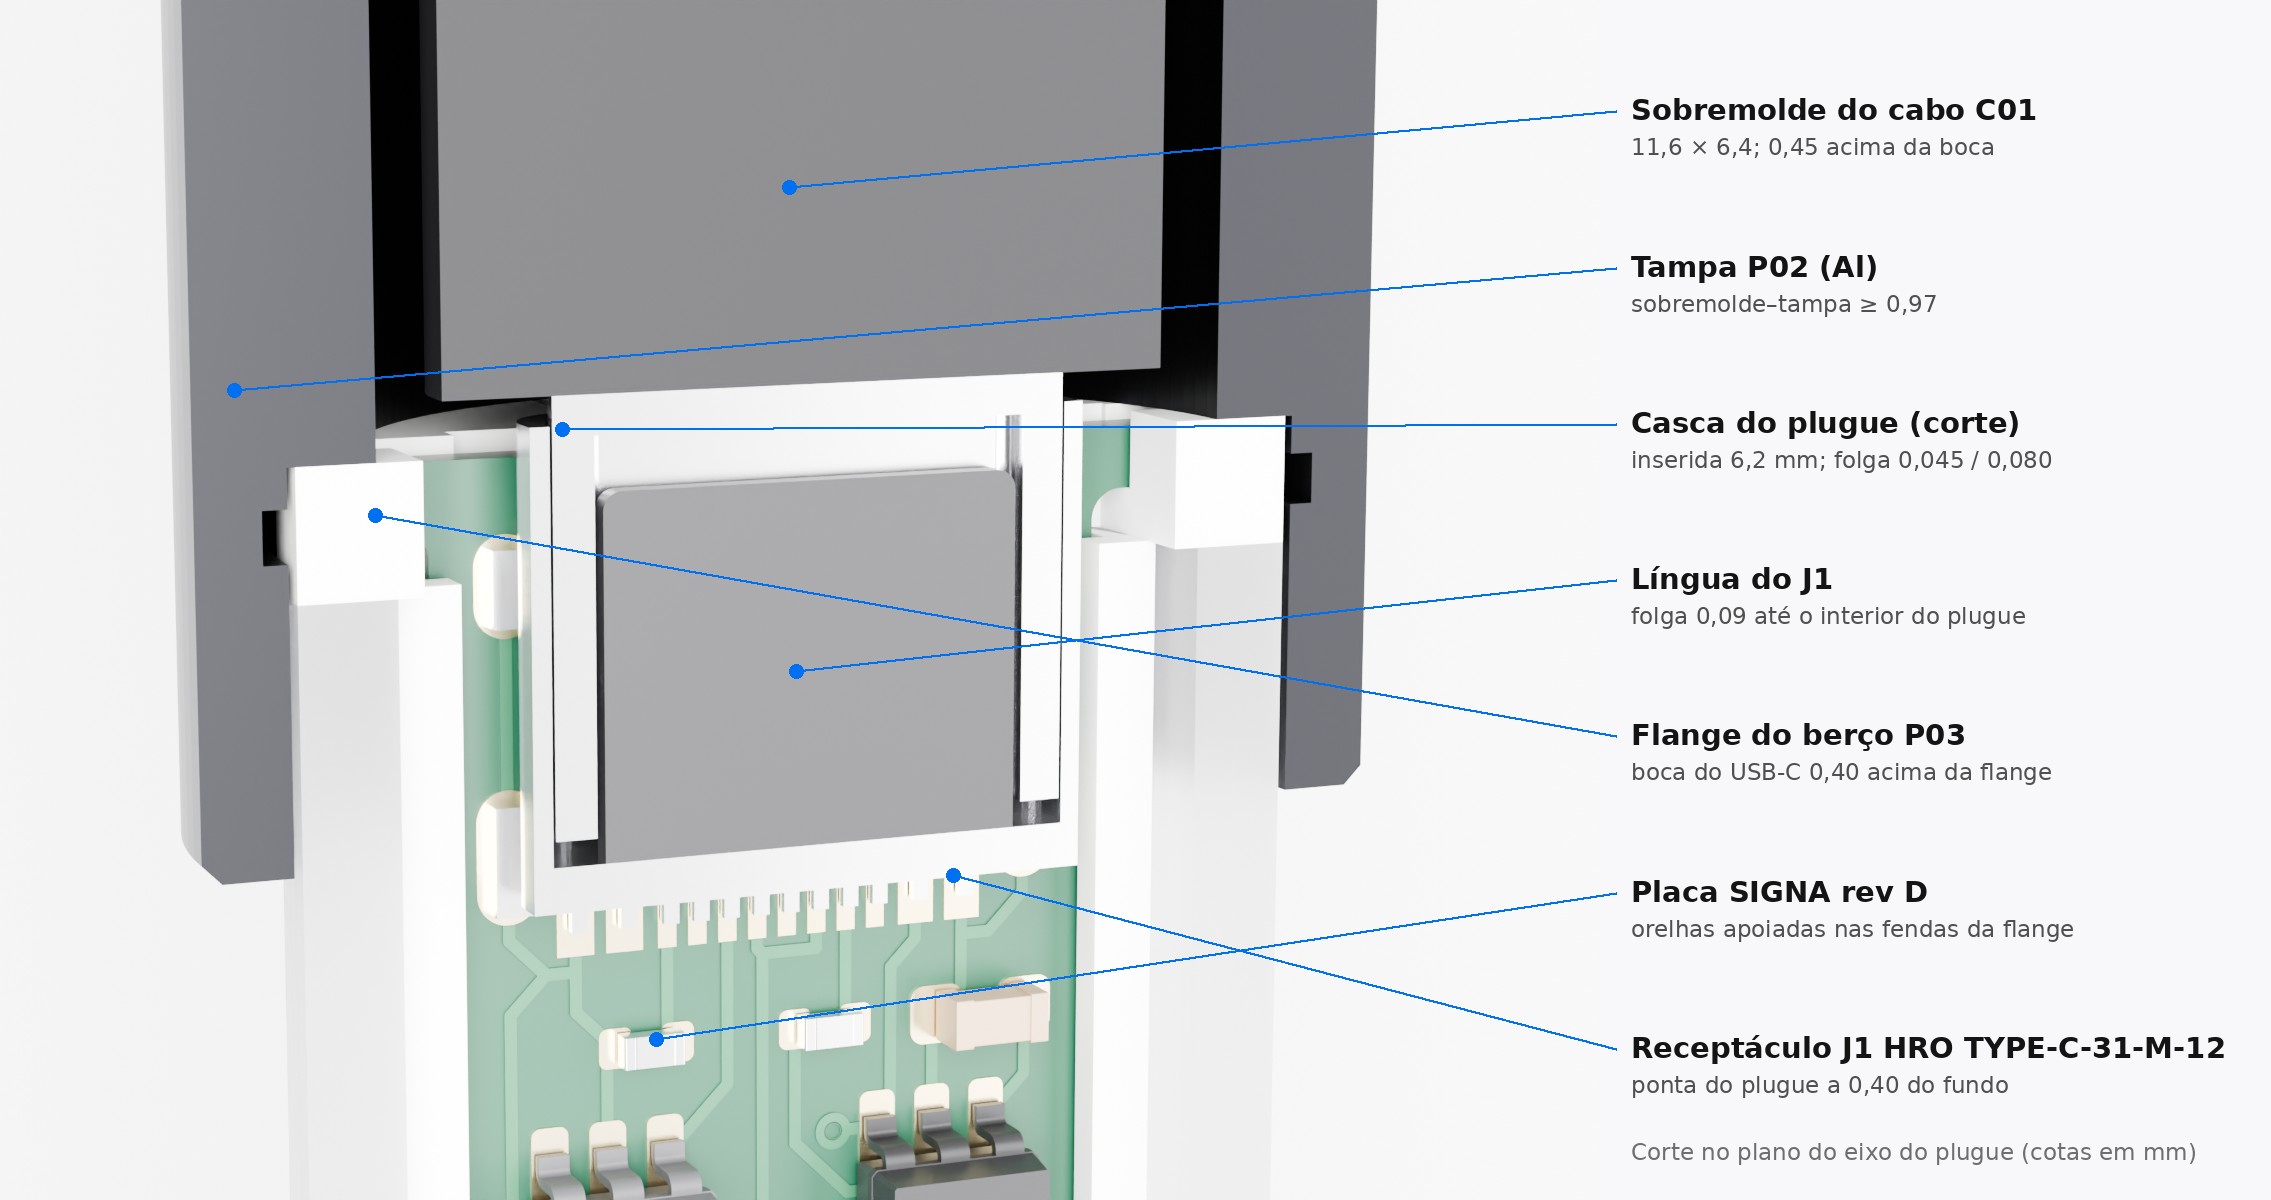 Sobremolde do cabo C01
11,6 × 6,4; 0,45 acima da boca
Tampa P02 (Al)
sobremolde–tampa ≥ 0,97
Casca do plugue (corte)
inserida 6,2 mm; folga 0,045 / 0,080
Língua do J1
folga 0,09 até o interior do plugue
Flange do berço P03
boca do USB-C 0,40 acima da flange
Placa SIGNA rev D
orelhas apoiadas nas fendas da flange
Receptáculo J1 HRO TYPE-C-31-M-12
ponta do plugue a 0,40 do fundo
Corte no plano do eixo do plugue (cotas em mm)